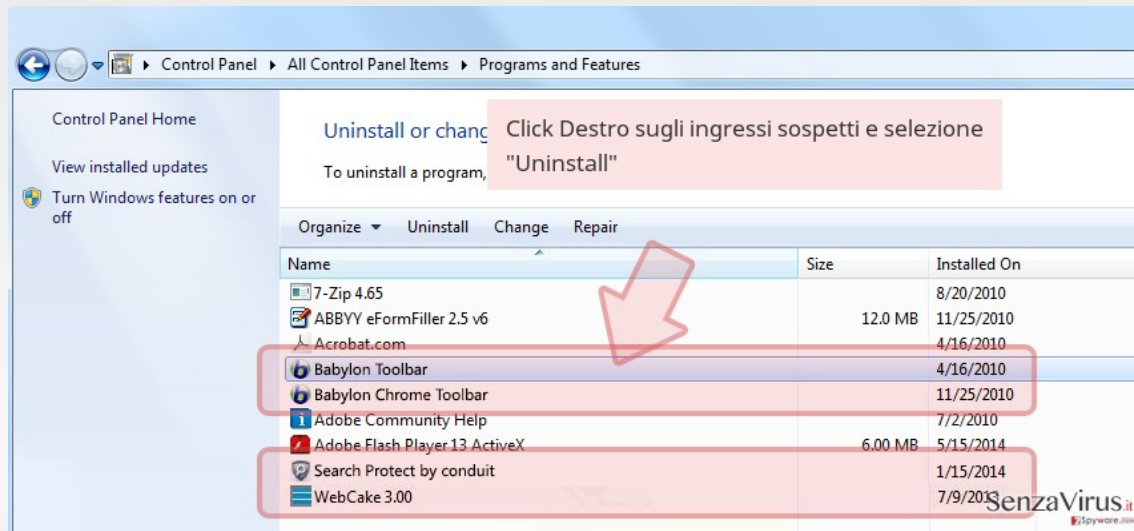 Control Panel ▸ All Control Panel Items ▸ Programs and Features
Control Panel Home
View installed updates
Turn Windows features on or
off
Uninstall or chang
To uninstall a program,
Click Destro sugli ingressi sospetti e selezione
"Uninstall"
Organize Uninstall Change Repair
Name Size Installed On
7-Zip 4.65 8/20/2010
ABBYY eFormFiller 2.5 v6 12.0 MB 11/25/2010
Acrobat.com 4/16/2010
Babylon Toolbar 4/16/2010
Babylon Chrome Toolbar 11/25/2010
Adobe Community Help 7/2/2010
Adobe Flash Player 13 ActiveX 6.00 MB 5/15/2014
Search Protect by conduit 1/15/2014
WebCake 3.00
SenzaVirus.it
2Spyware.com